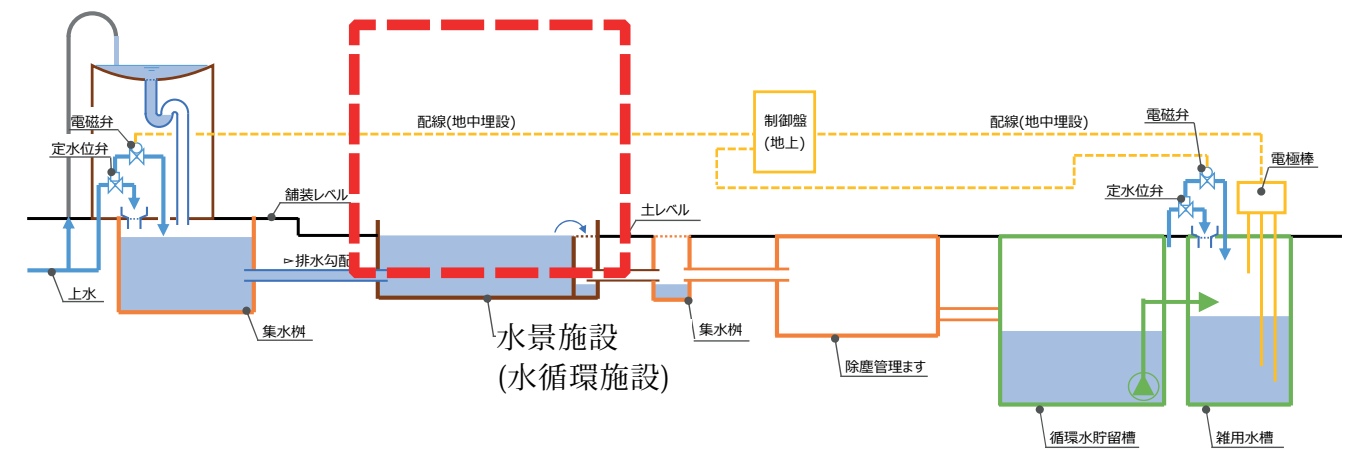 電磁弁
定水位弁
上水
集水桝
舗装レベル
排水勾配
配線(地中埋設)
水景施設
(水循環施設)
土レベル
集水桝
制御盤
(地上)
除塵管理ます
配線(地中埋設)
電磁弁
定水位弁
電極棒
循環水貯留槽
雑用水槽